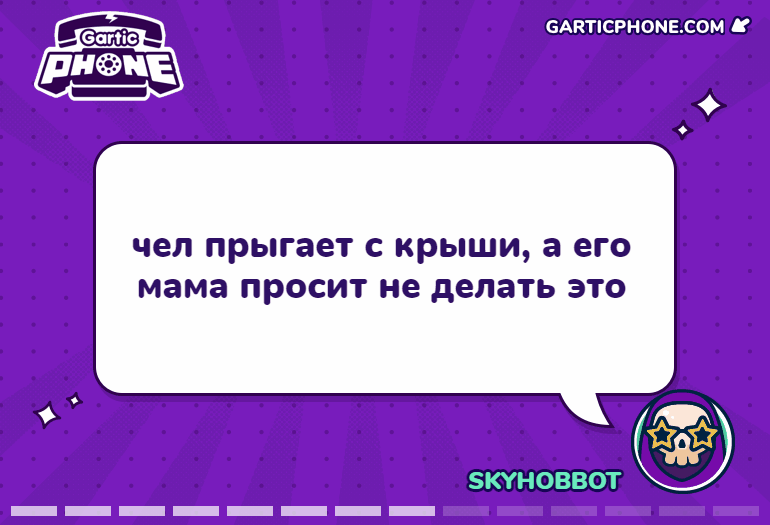 Gartic
PHONE
GARTICPHONE.COM
чел прыгает с крыши, а его
мама просит не делать это
SKYHOBBOT